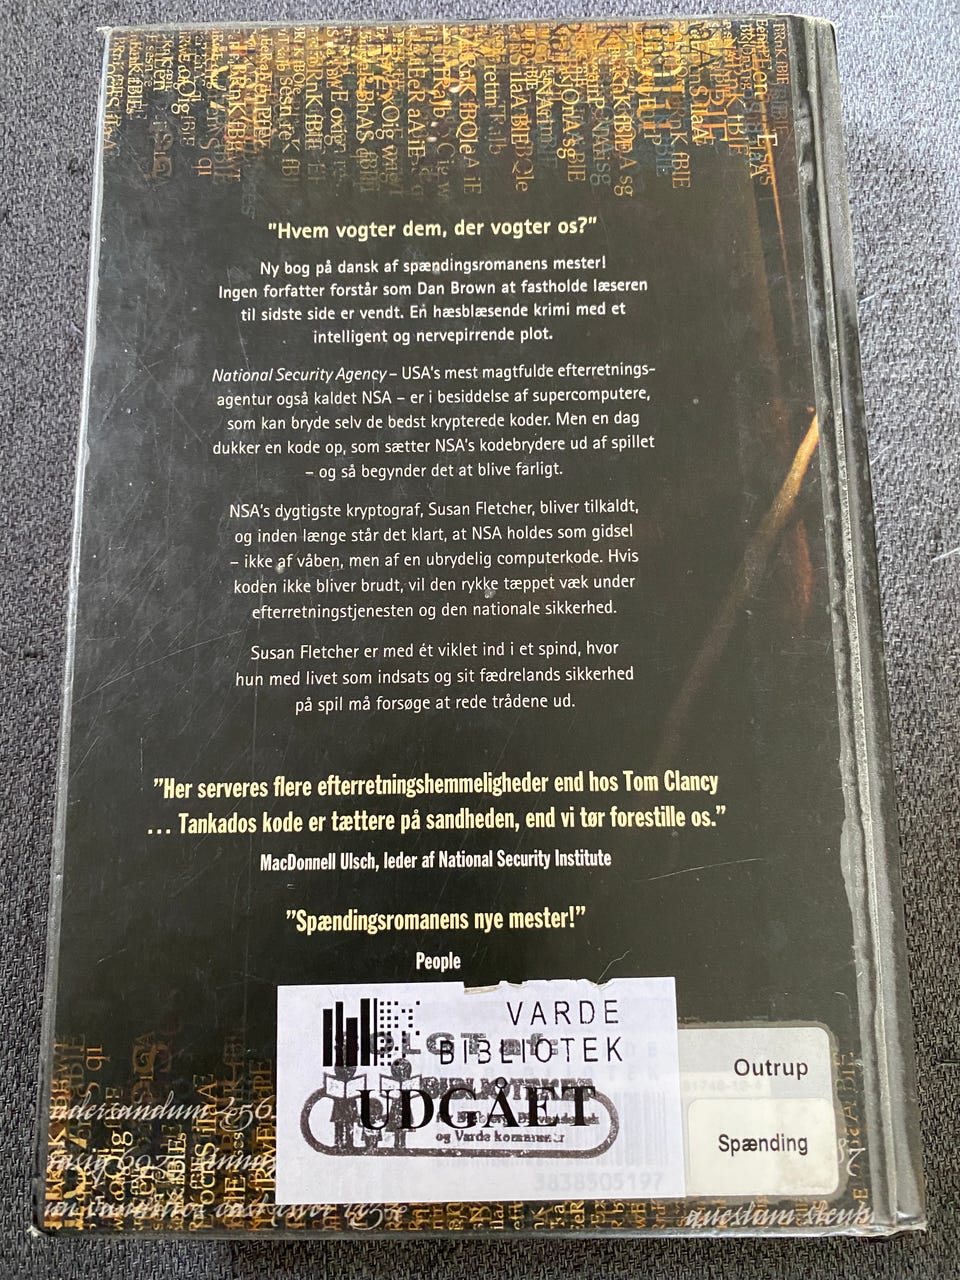 "Hvem vogter dem, der vogter os?"
Ny bog på dansk af spændingsromanens mester!
Ingen forfatter forstår som Dan Brown at fastholde læseren
til sidste side er vendt. En hæsblæsende krimi med et
intelligent og nervepirrende plot.
National Security Agency – USA's mest magtfulde efterretnings-
agentur også kaldet NSA – er i besiddelse af supercomputere,
som kan bryde selv de bedst krypterede koder. Men en dag
dukker en kode op, som sætter NSA's kodebrydere ud af spillet
– og så begynder det at blive farligt.
NSA's dygtigste kryptograf, Susan Fletcher, bliver tilkaldt,
og inden længe står det klart, at NSA holdes som gidsel
– ikke af våben, men af en ubrydelig computerkode. Hvis
koden ikke bliver brudt, vil den rykke tæppet væk under
efterretningstjenesten og den nationale sikkerhed.
Susan Fletcher er med ét viklet ind i et spind, hvor
hun med livet som indsats og sit fædrelands sikkerhed
på spil må forsøge at rede trådene ud.
"Her serveres flere efterretningshemmeligheder end hos Tom Clancy
... Tankados kode er tættere på sandheden, end vi tør forestille os."
MacDonnell Ulsch, leder af National Security Institute
"Spændingsromanens nye mester!"
People
VARDE
BIBLIOTEK
UDGÅET
og Varde kommuner
3838505197
Outrup
Spænding